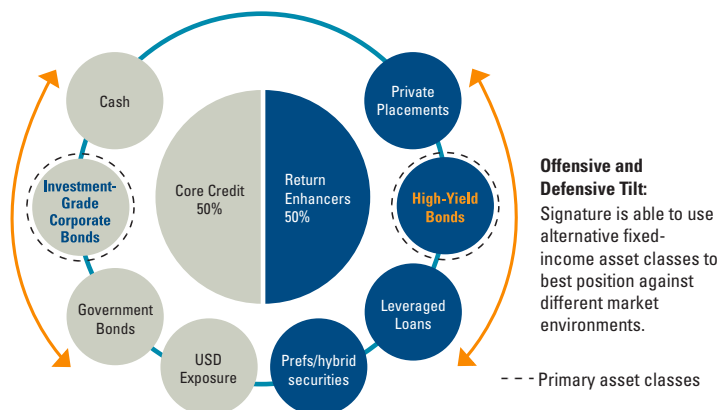 Cash
Private
Placements
Investment-
Grade
Corporate
Bonds
Core Credit
50%
Return
Enhancers
50%
High-Yield
Bonds
Government
Bonds
Leveraged
Loans
USD
Exposure
Prefs/hybrid
securities
Offensive and
Defensive Tilt:
Signature is able to use
alternative fixed-
income asset classes to
best position against
different market
environments.
- - - Primary asset classes